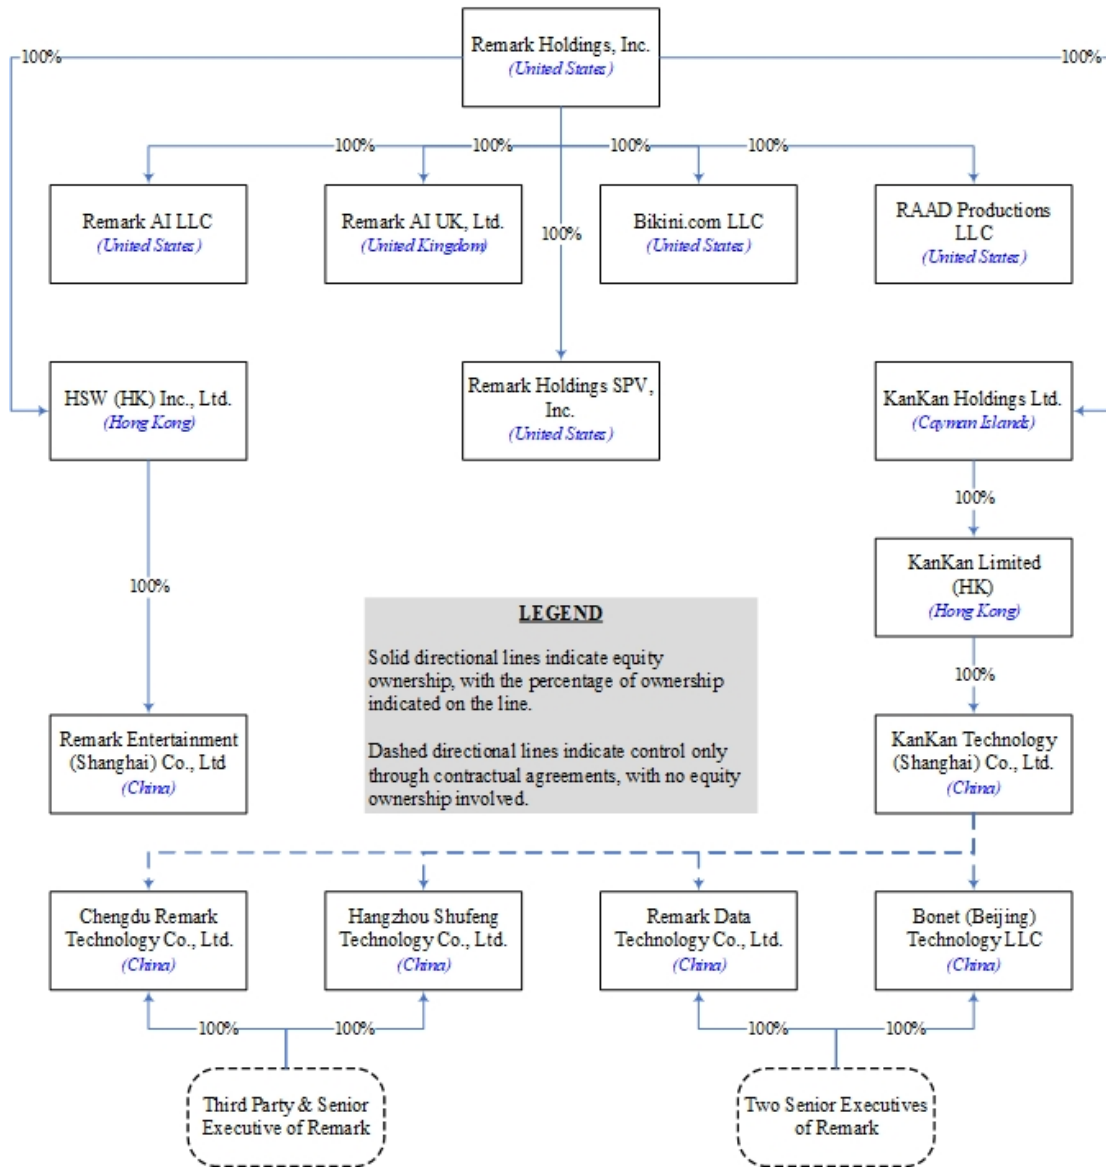 Remark Holdings, Inc.
(United States)
100%
100%
100%
100%
100%
100%
Remark AI LLC
(United States)
Remark AI UK, Ltd.
(United Kingdom)
Bikini.com LLC
(United States)
RAAD Productions
LLC
(United States)
100%
HSW (HK) Inc., Ltd.
(Hong Kong)
Remark Holdings SPV,
Inc.
(United States)
KanKan Holdings Ltd.
(Cayman Islands)
100%
KanKan Limited
(HK)
(Hong Kong)
100%
LEGEND
Solid directional lines indicate equity
ownership, with the percentage of ownership
indicated on the line.
Dashed directional lines indicate control only
through contractual agreements, with no equity
ownership involved.
100%
Remark Entertainment
(Shanghai) Co., Ltd
(China)
KanKan Technology
(Shanghai) Co., Ltd.
(China)
Chengdu Remark
Technology Co., Ltd.
(China)
Hangzhou Shufeng
Technology Co., Ltd.
(China)
Remark Data
Technology Co., Ltd.
(China)
Bonet (Beijing)
Technology LLC
(China)
100%
100%
100%
100%
Third Party & Senior
Executive of Remark
Two Senior Executives
of Remark